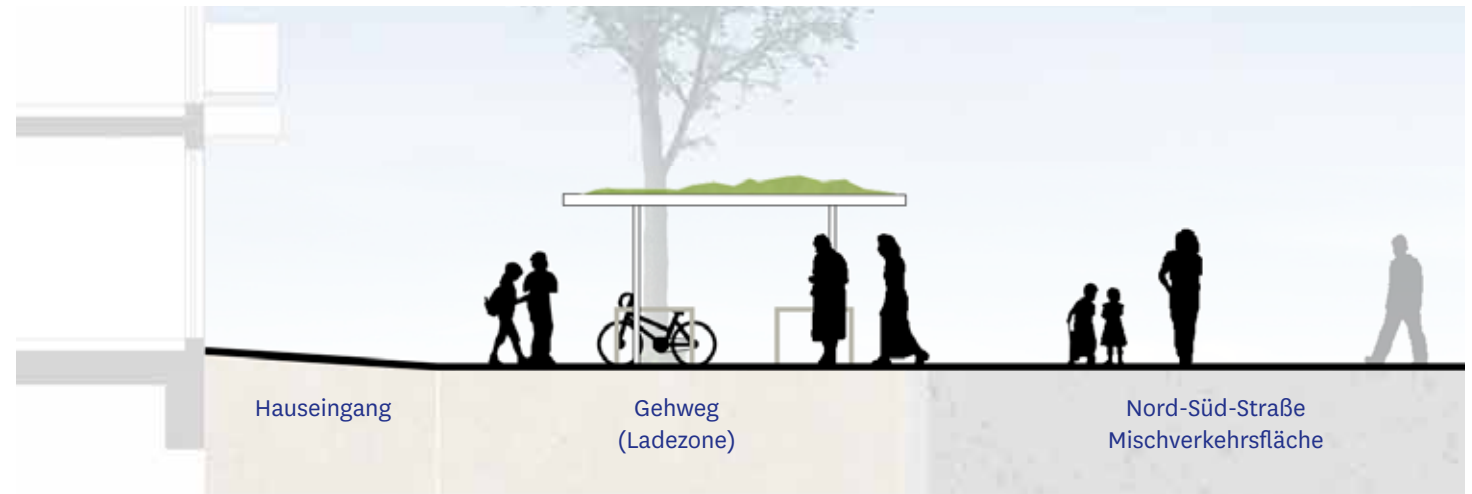 Hauseingang
Gehweg
(Ladezone)
Nord-Süd-Straße
Mischverkehrsfläche